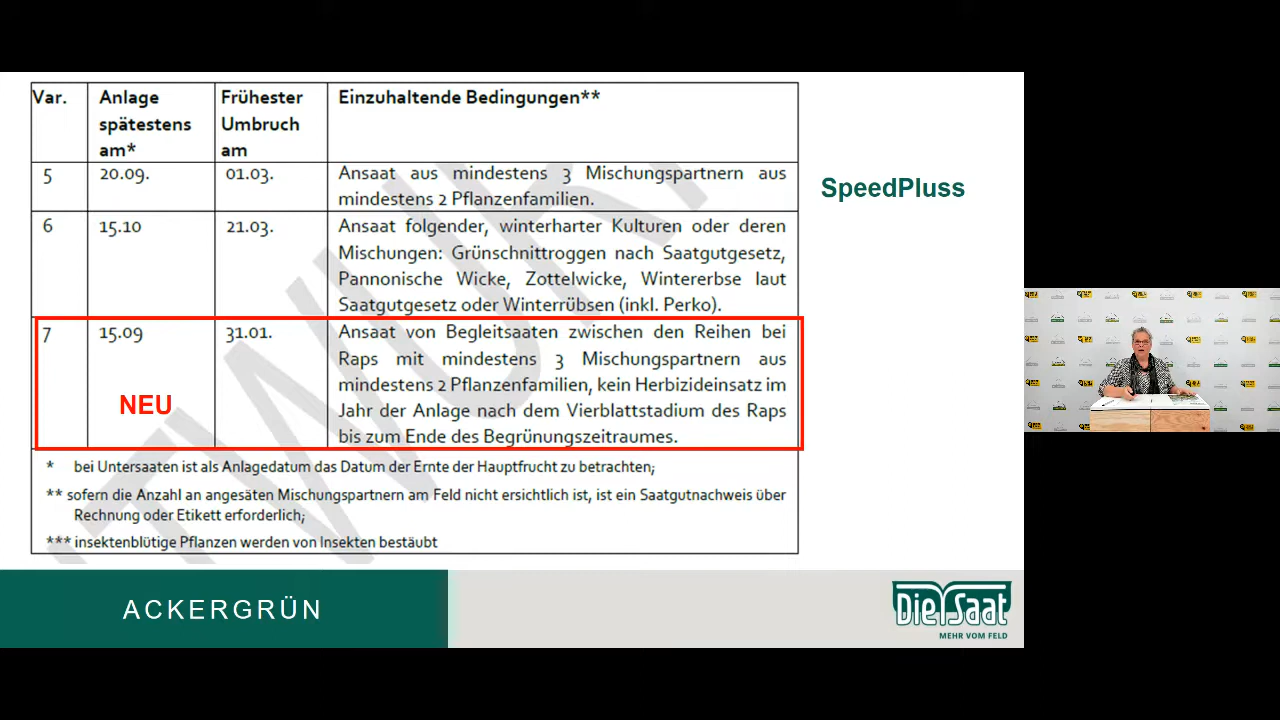 Var.
Anlage
spätestens
am*
Frühester
Umbruch
am
Einzuhaltende Bedingungen**
5
20.09.
01.03.
Ansaat aus mindestens 3 Mischungspartnern aus
mindestens 2 Pflanzenfamilien.
SpeedPluss
6
15.10
21.03.
Ansaat folgender, winterharter Kulturen oder deren
Mischungen: Grünschnittroggen nach Saatgutgesetz,
Pannonische Wicke, Zottelwicke, Wintererbse laut
Saatgutgesetz oder Winterrübsen (inkl. Perko).
7
15.09
31.01.
Ansaat von Begleitsaaten zwischen den Reihen bei
Raps mit mindestens 3 Mischungspartnern aus
mindestens 2 Pflanzenfamilien, kein Herbizideinsatz im
Jahr der Anlage nach dem Vierblattstadium des Raps
bis zum Ende des Begrünungszeitraumes.
NEU
* bei Untersaaten ist als Anlagedatum das Datum der Ernte der Hauptfrucht zu betrachten;
** sofern die Anzahl an angesäten Mischungspartnern am Feld nicht ersichtlich ist, ist ein Saatgutnachweis über
Rechnung oder Etikett erforderlich;
*** insektenblütige Pflanzen werden von Insekten bestäubt
ACKERGRÜN
Die Saat
MEHR VOM FELD